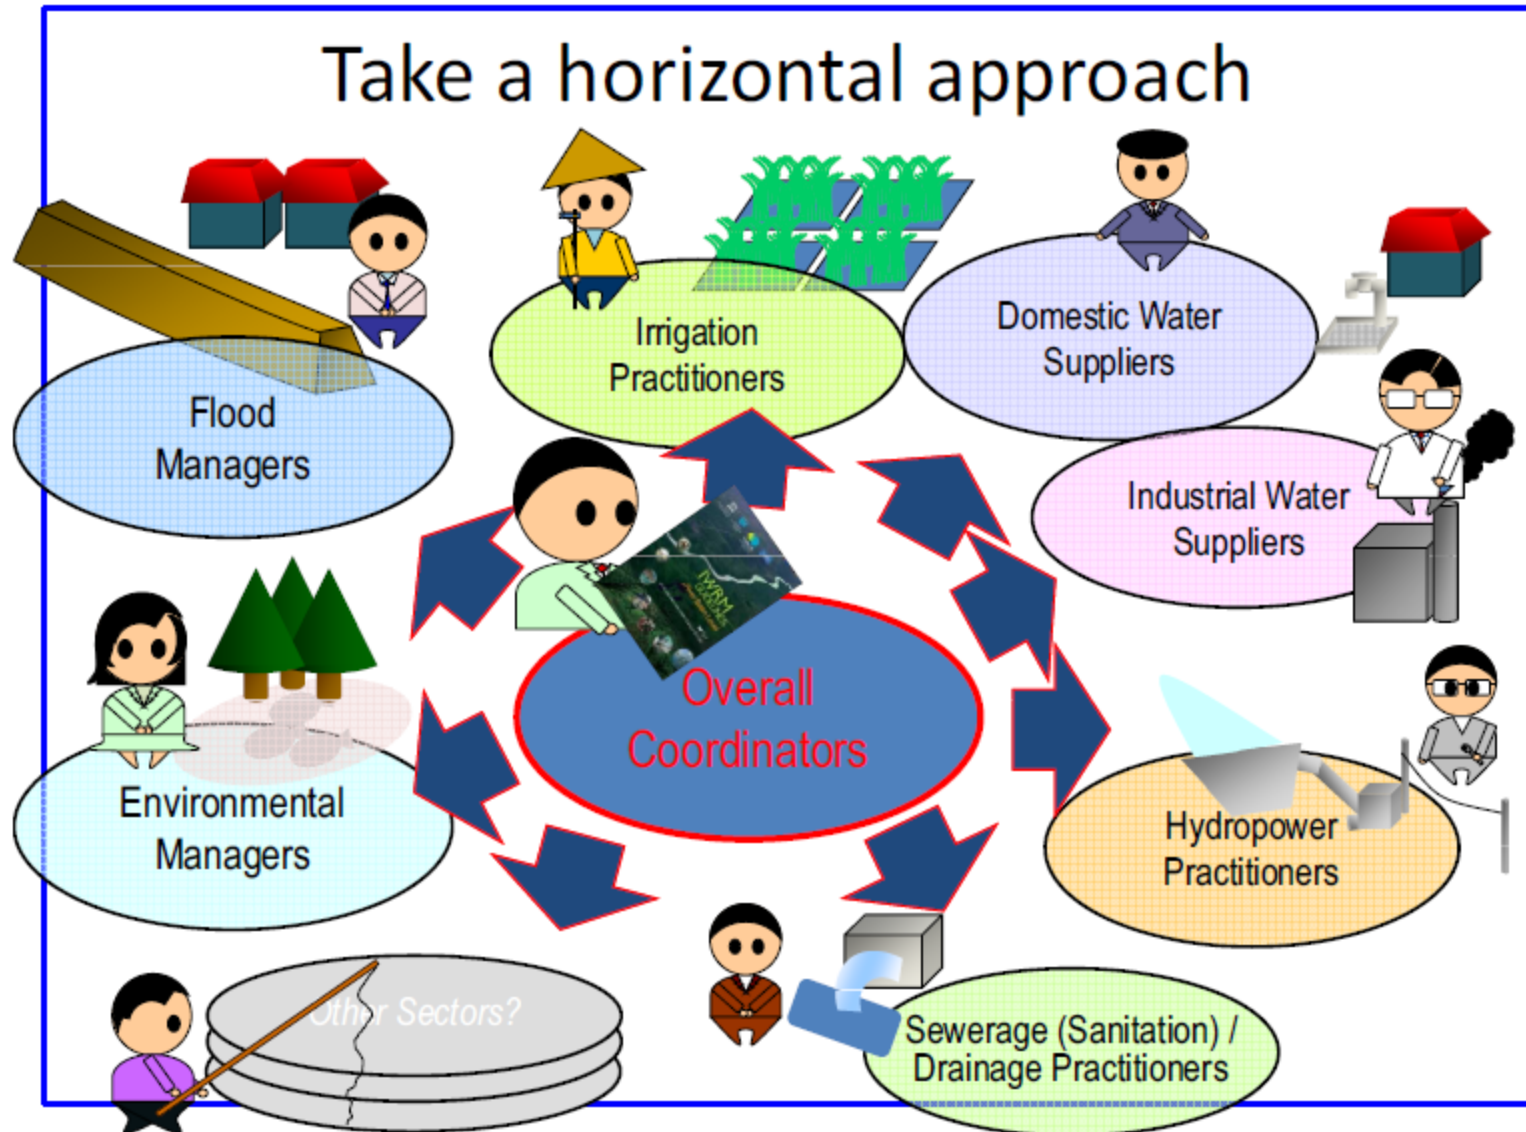 Take a horizontal approach
Irrigation
Practitioners
Domestic Water
Suppliers
Flood
Managers
Industrial Water
Suppliers
IWRM
Overall
Coordinators
Environmental
Managers
Hydropower
Practitioners
Other Sectors?
Sewerage (Sanitation) /
Drainage Practitioners